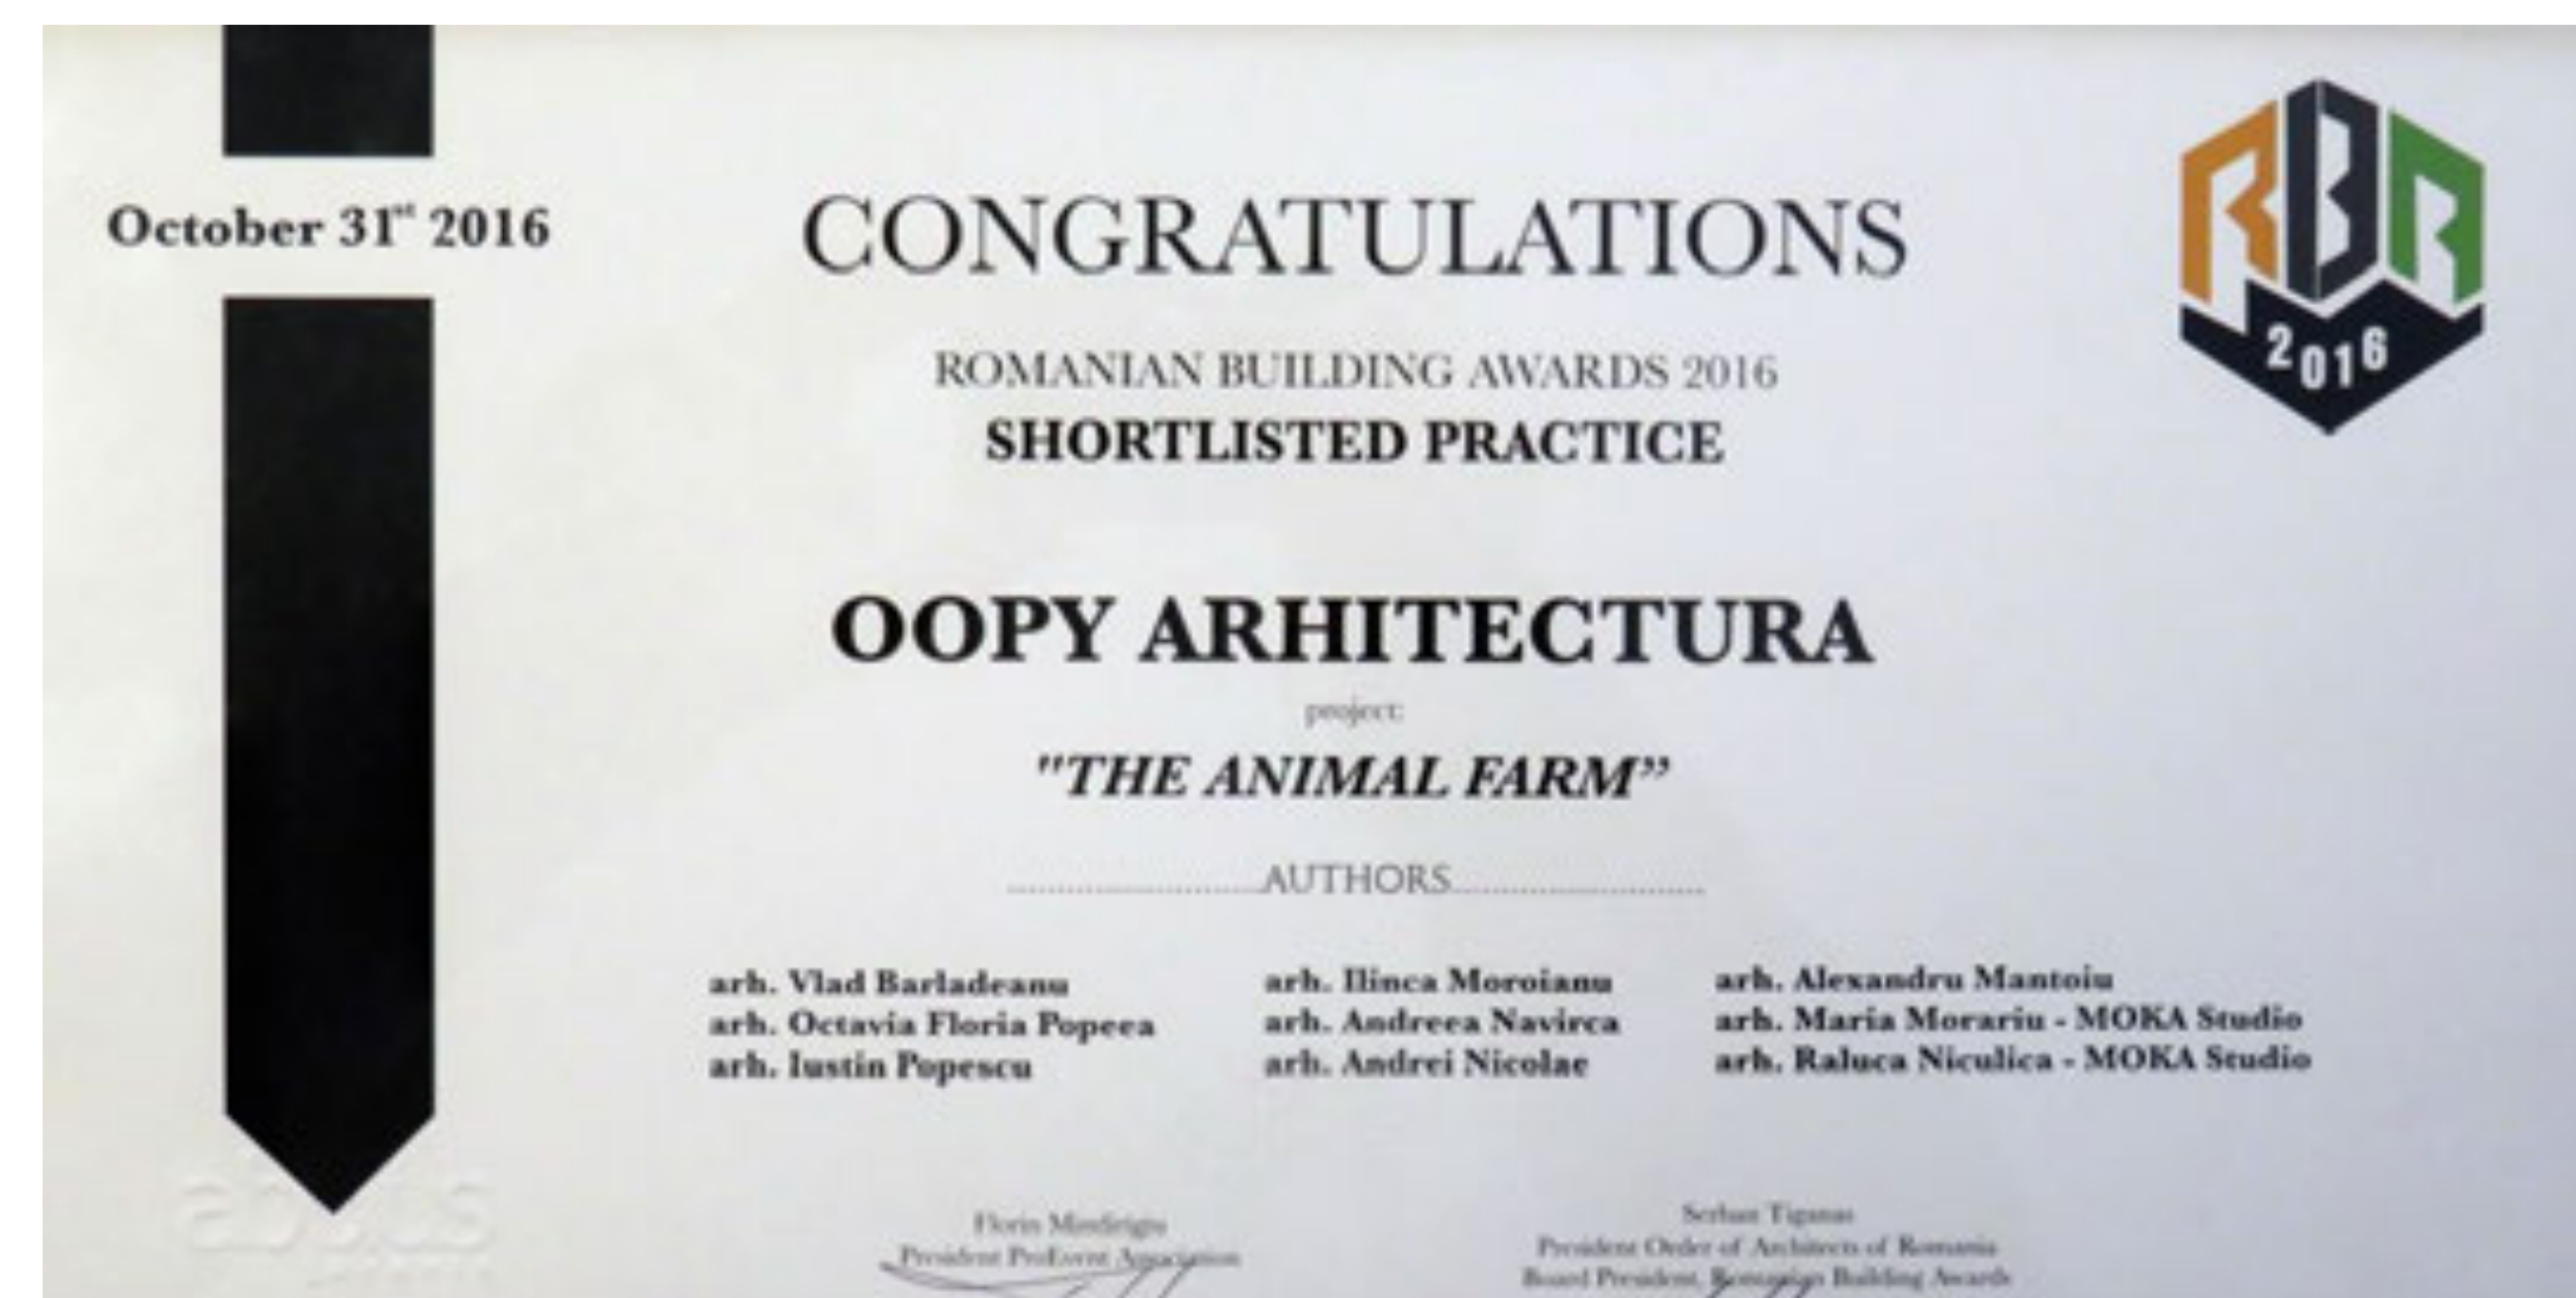 October 31st 2016
CONGRATULATIONS
RBA
2016
ROMANIAN BUILDING AWARDS 2016
SHORTLISTED PRACTICE
OOPY ARHITECTURA
project:
"THE ANIMAL FARM”
AUTHORS
arh. Vlad Barladeanu
arh. Octavia Floria Popeea
arh. Iustin Popescu
arh. Ilinca Moroianu
arh. Andreea Navirca
arh. Andrei Nicolae
arh. Alexandru Mantoiu
arh. Maria Morariu - MOKA Studio
arh. Raluca Niculica - MOKA Studio
Florin Mindirigiu
President ProEvent Association
Serban Tiganas
President Order of Architects of Romania
Board President, Romanian Building Awards